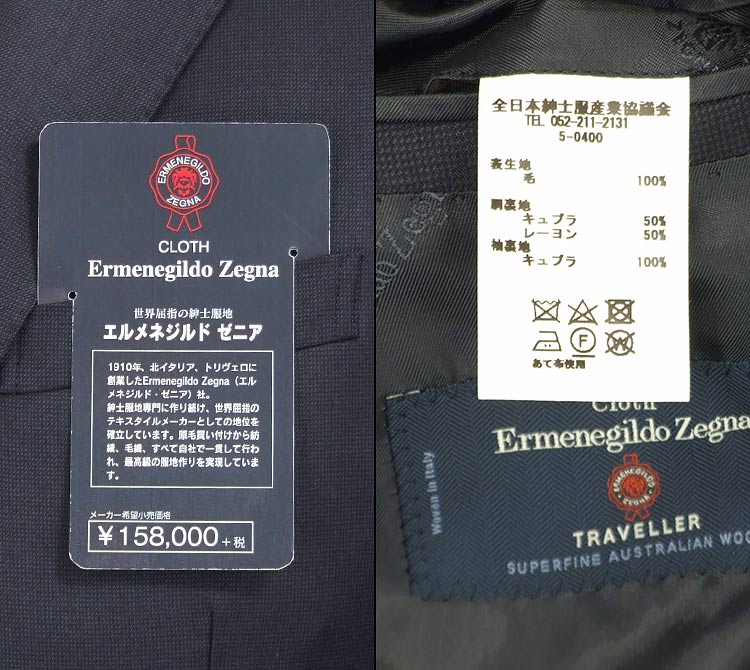 ERMENEGILDO
ZEGNA
CLOTH
Ermenegildo Zegna
世界屈指の紳士服地
エルメネジルド ゼニア
1910年、北イタリア、トリヴェロに
創業したErmenegildo Zegna（エル
メネジルド・ゼニア）社。
紳士服地専門に作り続け、世界屈指の
テキスタイルメーカーとしての地位を
確立しています。原毛買い付けから紡
績、毛織、すべて自社で一貫して行わ
れ、最高級の服地作りを実現していま
す。
メーカー希望小売価格
￥158,000+税
全日本紳士服産業協議会
TEL 052-211-2131
5-0400
表生地
毛 100%
胴裏地
キュプラ 50%
レーヨン 50%
袖裏地
キュプラ 100%
F W
あて布使用
Cloth
Ermenegildo Zegna
Woven in Italy
ERMENEGILDO
ZEGNA
TRAVELLER
SUPERFINE AUSTRALIAN WOO